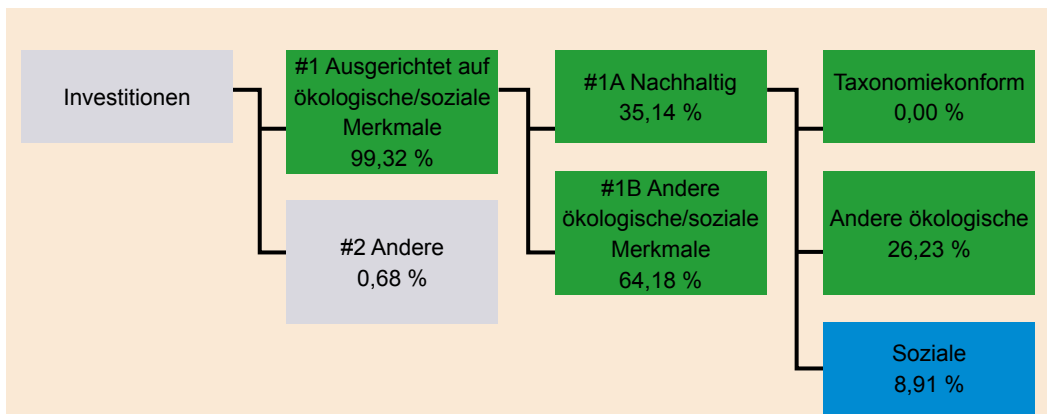 Investitionen
#1 Ausgerichtet auf
ökologische/soziale
Merkmale
99,32 %
#2 Andere
0,68 %
#1A Nachhaltig
35,14 %
#1B Andere
ökologische/soziale
Merkmale
64,18 %
Taxonomiekonform
0,00 %
Andere ökologische
26,23 %
Soziale
8,91 %